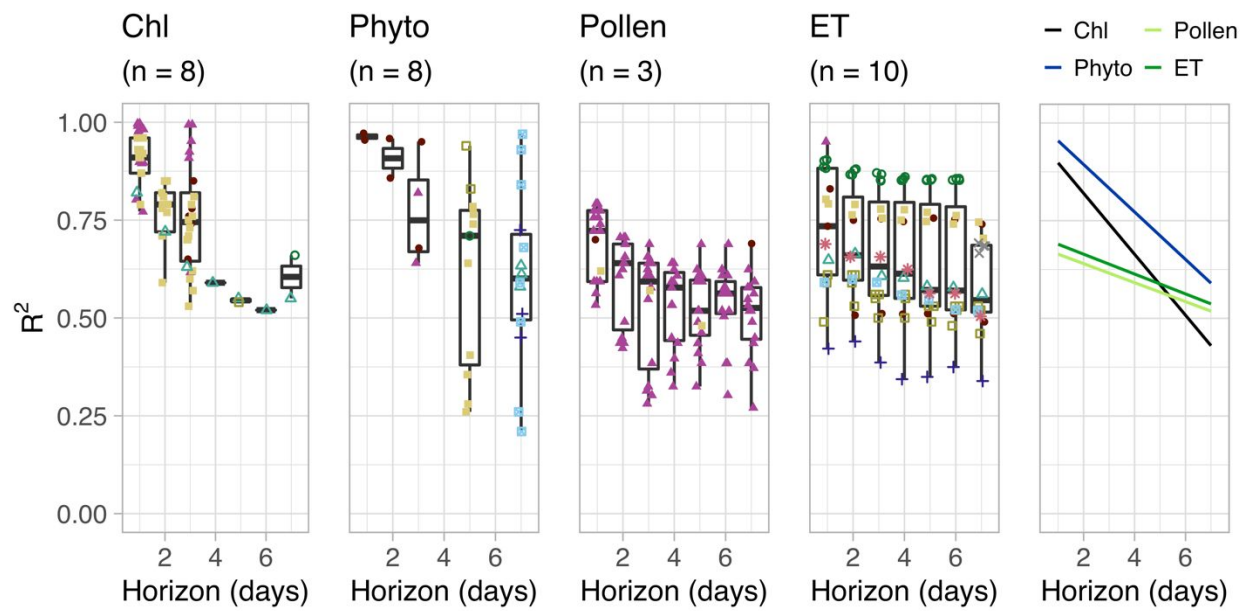 Chl
(n = 8)
Phyto
(n = 8)
Pollen
(n = 3)
ET
(n = 10)
Chl
Pollen
Phyto
ET
R²
1.00
0.75
0.50
0.25
0.00
2 4 6
2 4 6
2 4 6
2 4 6
2 4 6
Horizon (days)
Horizon (days)
Horizon (days)
Horizon (days)
Horizon (days)